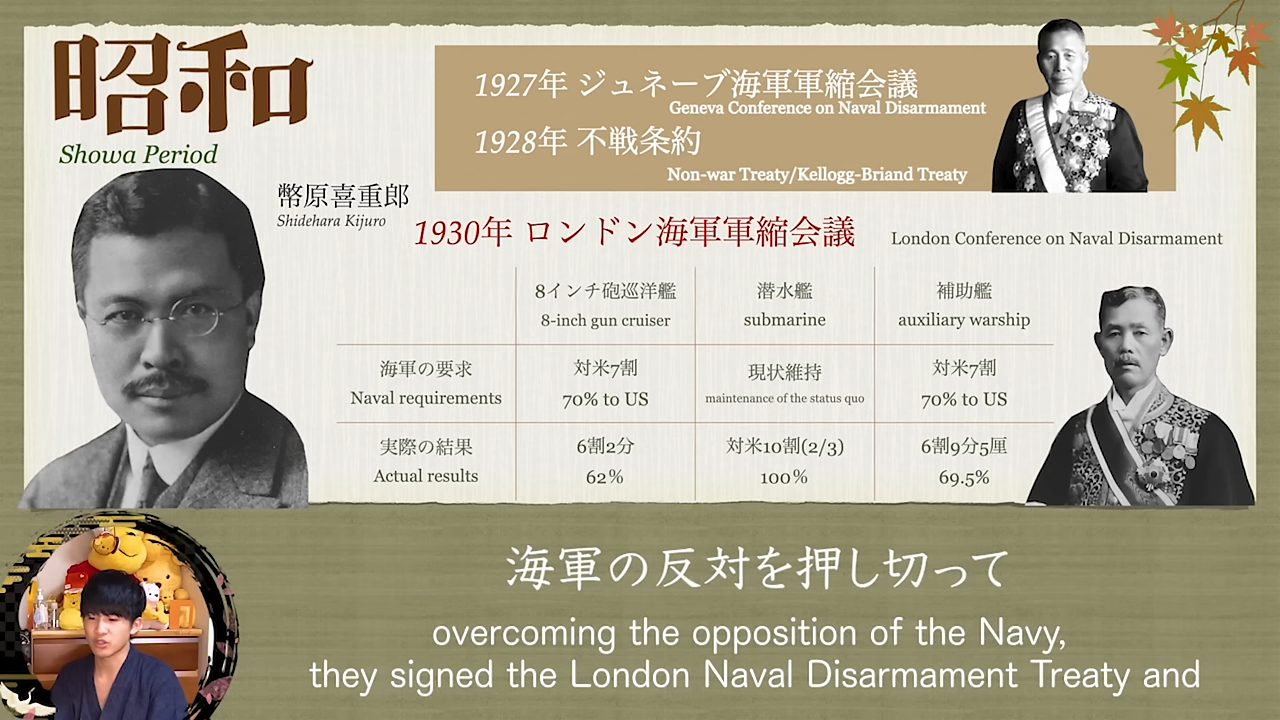 昭和
Showa Period
1927年 ジュネーブ海軍軍縮会議
Geneva Conference on Naval Disarmament
1928年 不戦条約
Non-war Treaty/Kellogg-Briand Treaty
幣原喜重郎
Shidehara Kijuro
1930年 ロンドン海軍軍縮会議
London Conference on Naval Disarmament
8インチ砲巡洋艦 潜水艦 補助艦
8-inch gun cruiser submarine auxiliary warship
海軍の要求 対米7割 現状維持 対米7割
Naval requirements 70% to US maintenance of the status quo 70% to US
実際の結果 6割2分 対米10割(2/3) 6割9分5厘
Actual results 62% 100% 69.5%
海軍の反対を押し切って
overcoming the opposition of the Navy,
they signed the London Naval Disarmament Treaty and